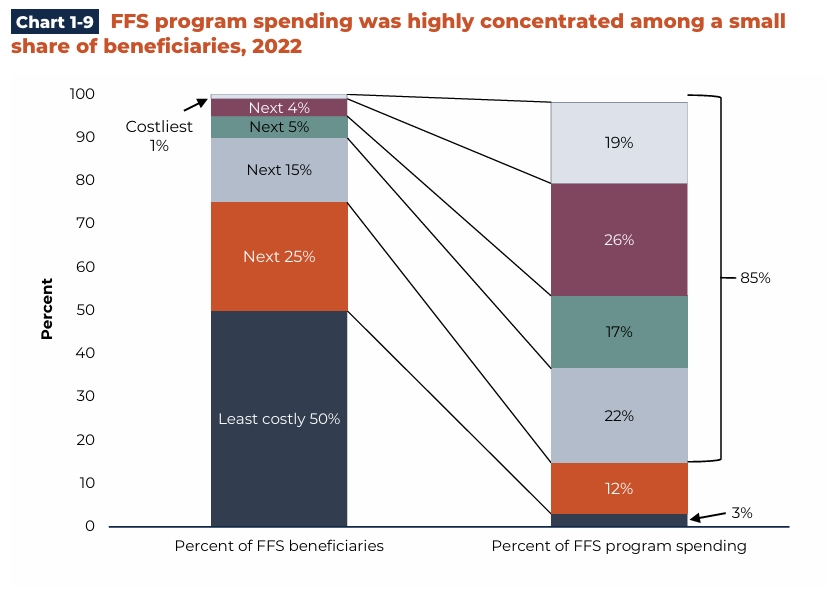 Chart 1-9 FFS program spending was highly concentrated among a small
share of beneficiaries, 2022
100
90
80
70
60
50
40
30
20
10
0
Percent
Costliest
1%
Next 4%
Next 5%
Next 15%
Next 25%
Least costly 50%
19%
26%
17%
22%
12%
3%
85%
Percent of FFS beneficiaries
Percent of FFS program spending